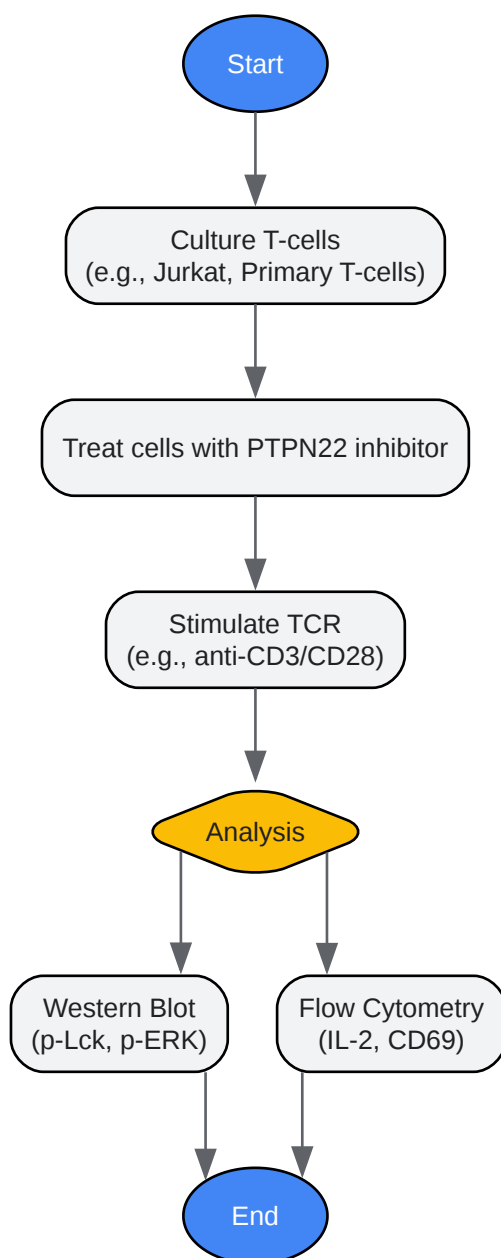 Start
Culture T-cells
(e.g., Jurkat, Primary T-cells)
Treat cells with PTPN22 inhibitor
Stimulate TCR
(e.g., anti-CD3/CD28)
Analysis
Western Blot
(p-Lck, p-ERK)
Flow Cytometry
(IL-2, CD69)
End